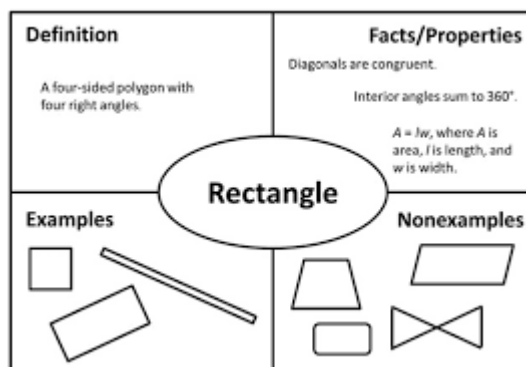 Definition
A four-sided polygon with
four right angles.
Facts/Properties
Diagonals are congruent.
Interior angles sum to 360°.
A = lw, where A is
area, l is length, and
w is width.
Rectangle
Examples
Nonexamples